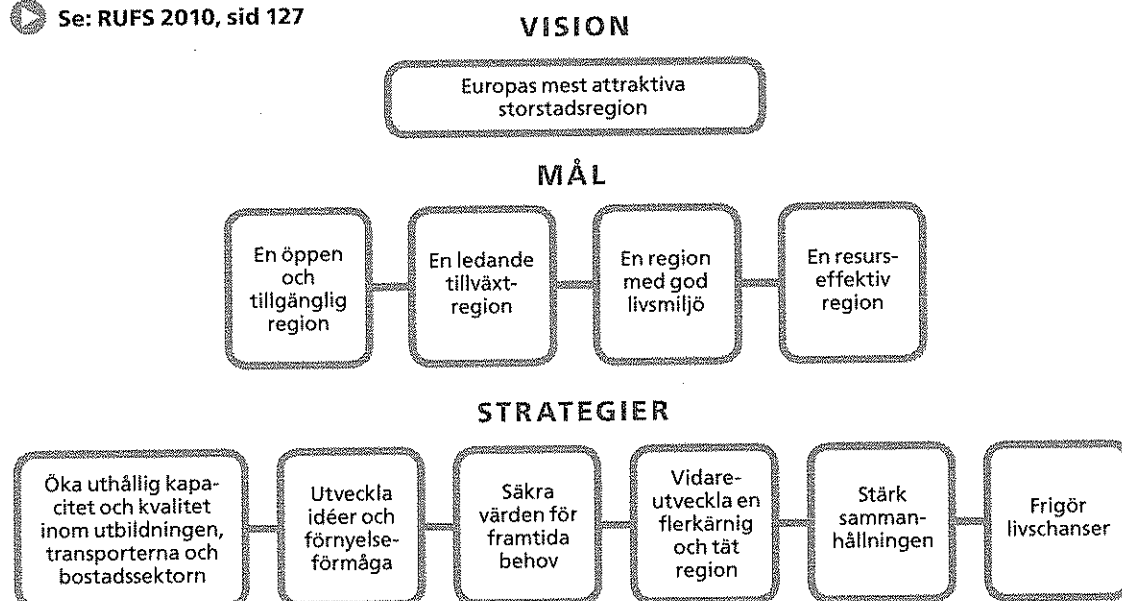 Se: RUFS 2010, sid 127
VISION
Europas mest attraktiva
storstadsregion
MÅL
En öppen
och
tillgänglig
region
En ledande
tillväxt-
region
En region
med god
livsmiljö
En resurs-
effektiv
region
STRATEGIER
Öka uthållig kapa-
citet och kvalitet
inom utbildningen,
transporterna och
bostadssektorn
Utveckla
idéer och
förnyelse-
förmåga
Säkra
värden för
framtida
behov
Vidare-
utveckla en
flerkärnig
och tät
region
Stärk
samman-
hållningen
Frigör
livschanser